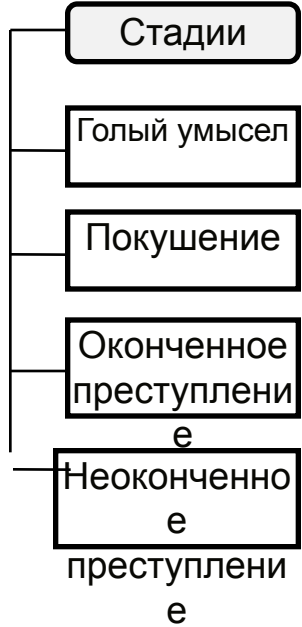 Стадии
Голый умысел
Покушение
Оконченное
преступлени
е
Неоконченно
е
преступлени
е